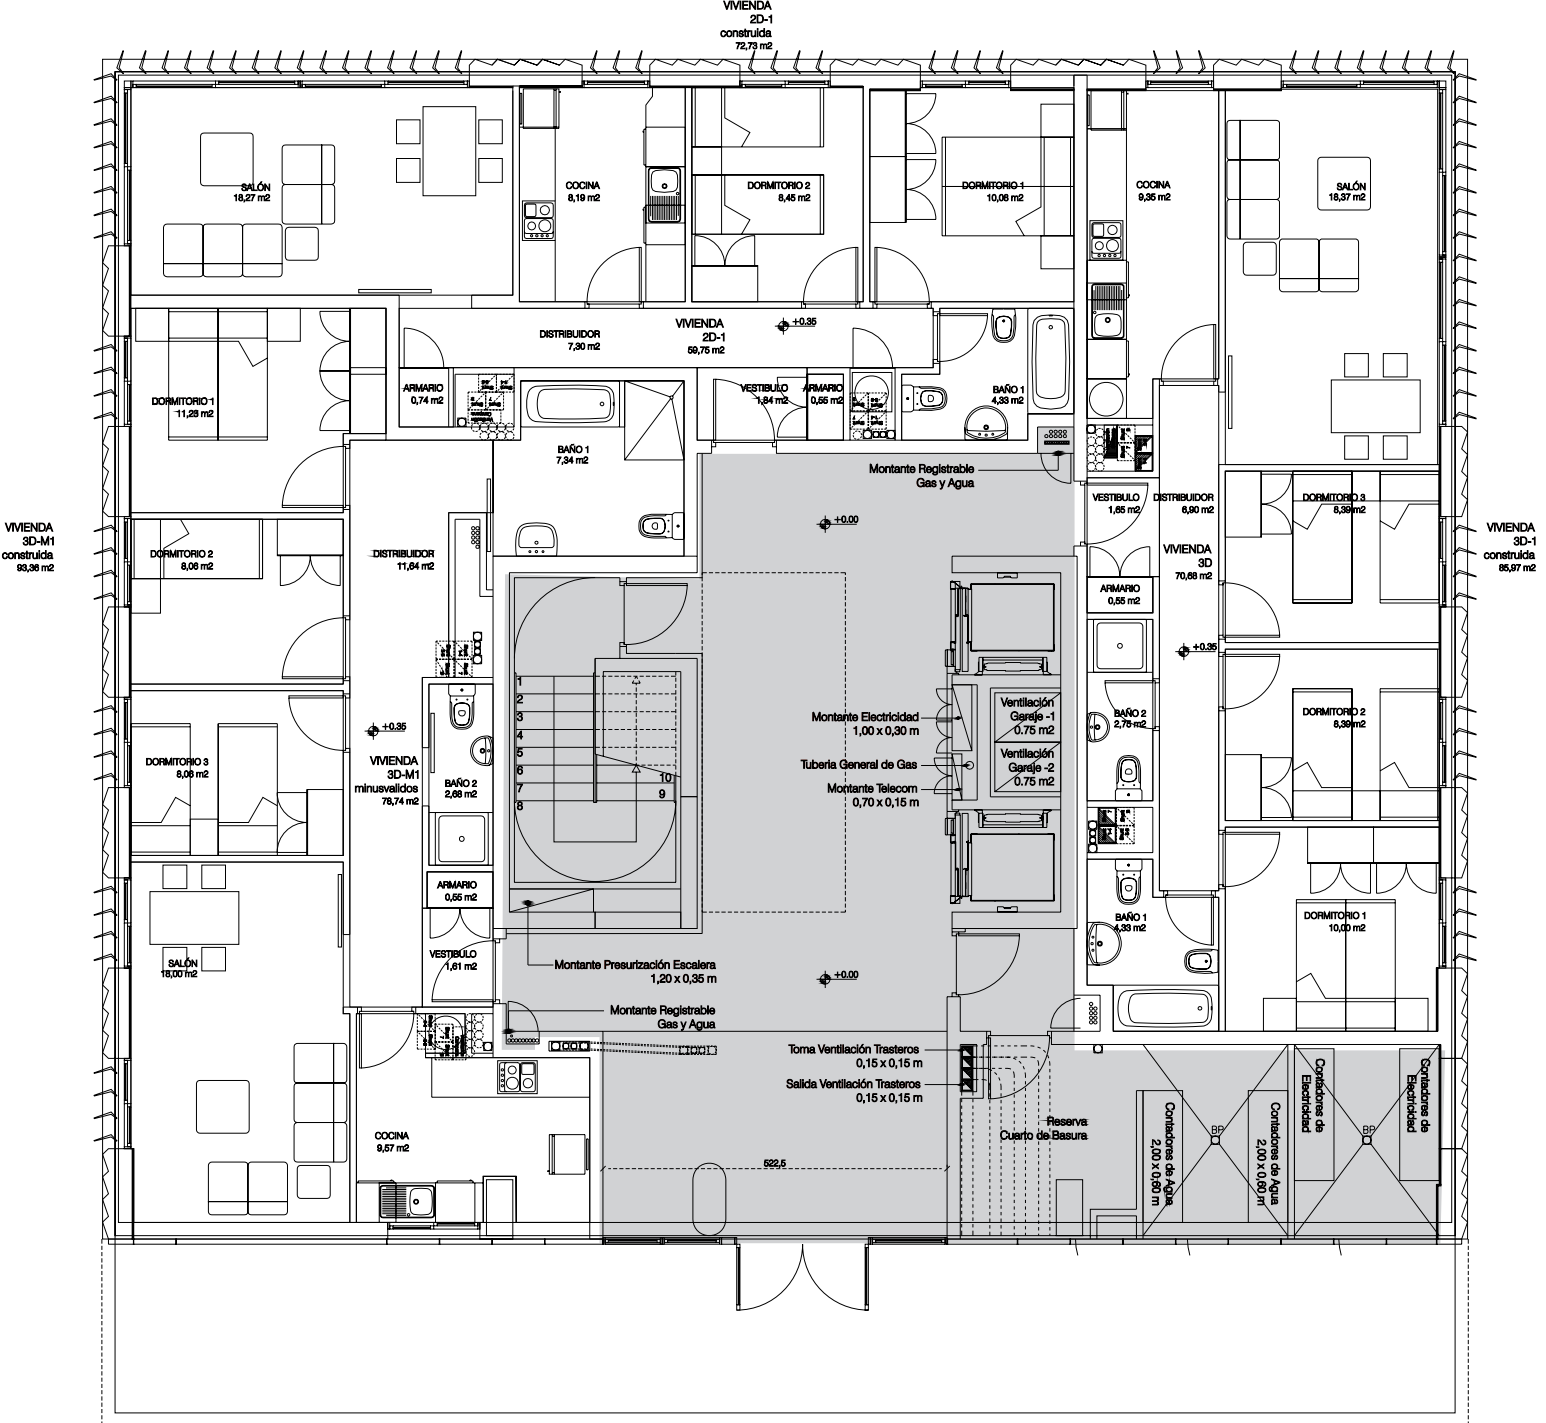 VIVIENDA
2D-1
construida
72,73 m2
SALÓN
18,27 m2
COCINA
8,19 m2
DORMITORIO 2
8,45 m2
DORMITORIO 1
10,06 m2
COCINA
9,35 m2
SALÓN
18,37 m2
DISTRIBUIDOR
7,30 m2
VIVIENDA
2D-1
59,75 m2
+0.35
DORMITORIO 1
11,28 m2
ARMARIO
0,74 m2
VESTIBULO
1,84 m2
ARMARIO
0,55 m2
BAÑO 1
4,33 m2
BAÑO 1
7,34 m2
Montante Registrable
Gas y Agua
VESTIBULO
1,65 m2
DISTRIBUIDOR
6,90 m2
DORMITORIO 3
8,39 m2
VIVIENDA
3D-M1
construida
93,36 m2
DORMITORIO 2
8,06 m2
DISTRIBUIDOR
11,64 m2
+0.00
VIVIENDA
3D
70,68 m2
VIVIENDA
3D-1
construida
85,97 m2
ARMARIO
0,55 m2
+0.35
1
2
3
4
5
6
7
8
10
9
Montante Electricidad
1,00 x 0,30 m
Ventilación
Garaje -1
0.75 m2
Ventilación
Garaje -2
0.75 m2
Tuberia General de Gas
Montante Telecom
0,70 x 0,15 m
BAÑO 2
2,75 m2
DORMITORIO 2
8,39 m2
+0.35
DORMITORIO 3
8,06 m2
VIVIENDA
3D-M1
minusvalidos
78,74 m2
BAÑO 2
2,68 m2
ARMARIO
0,55 m2
BAÑO 1
4,33 m2
DORMITORIO 1
10,00 m2
SALÓN
18,00 m2
VESTIBULO
1,61 m2
Montante Presurización Escalera
1,20 x 0,35 m
+0.00
Montante Registrable
Gas y Agua
Toma Ventilación Trasteros
0,15 x 0,15 m
Salida Ventilación Trasteros
0,15 x 0,15 m
Reserva
Cuarto de Basura
COCINA
9,57 m2
522,5
Contadores de Agua
2,00 x 0,60 m
BP
Contadores de Agua
2,00 x 0,60 m
Contadores de
Electricidad
BP
Contadores de
Electricidad